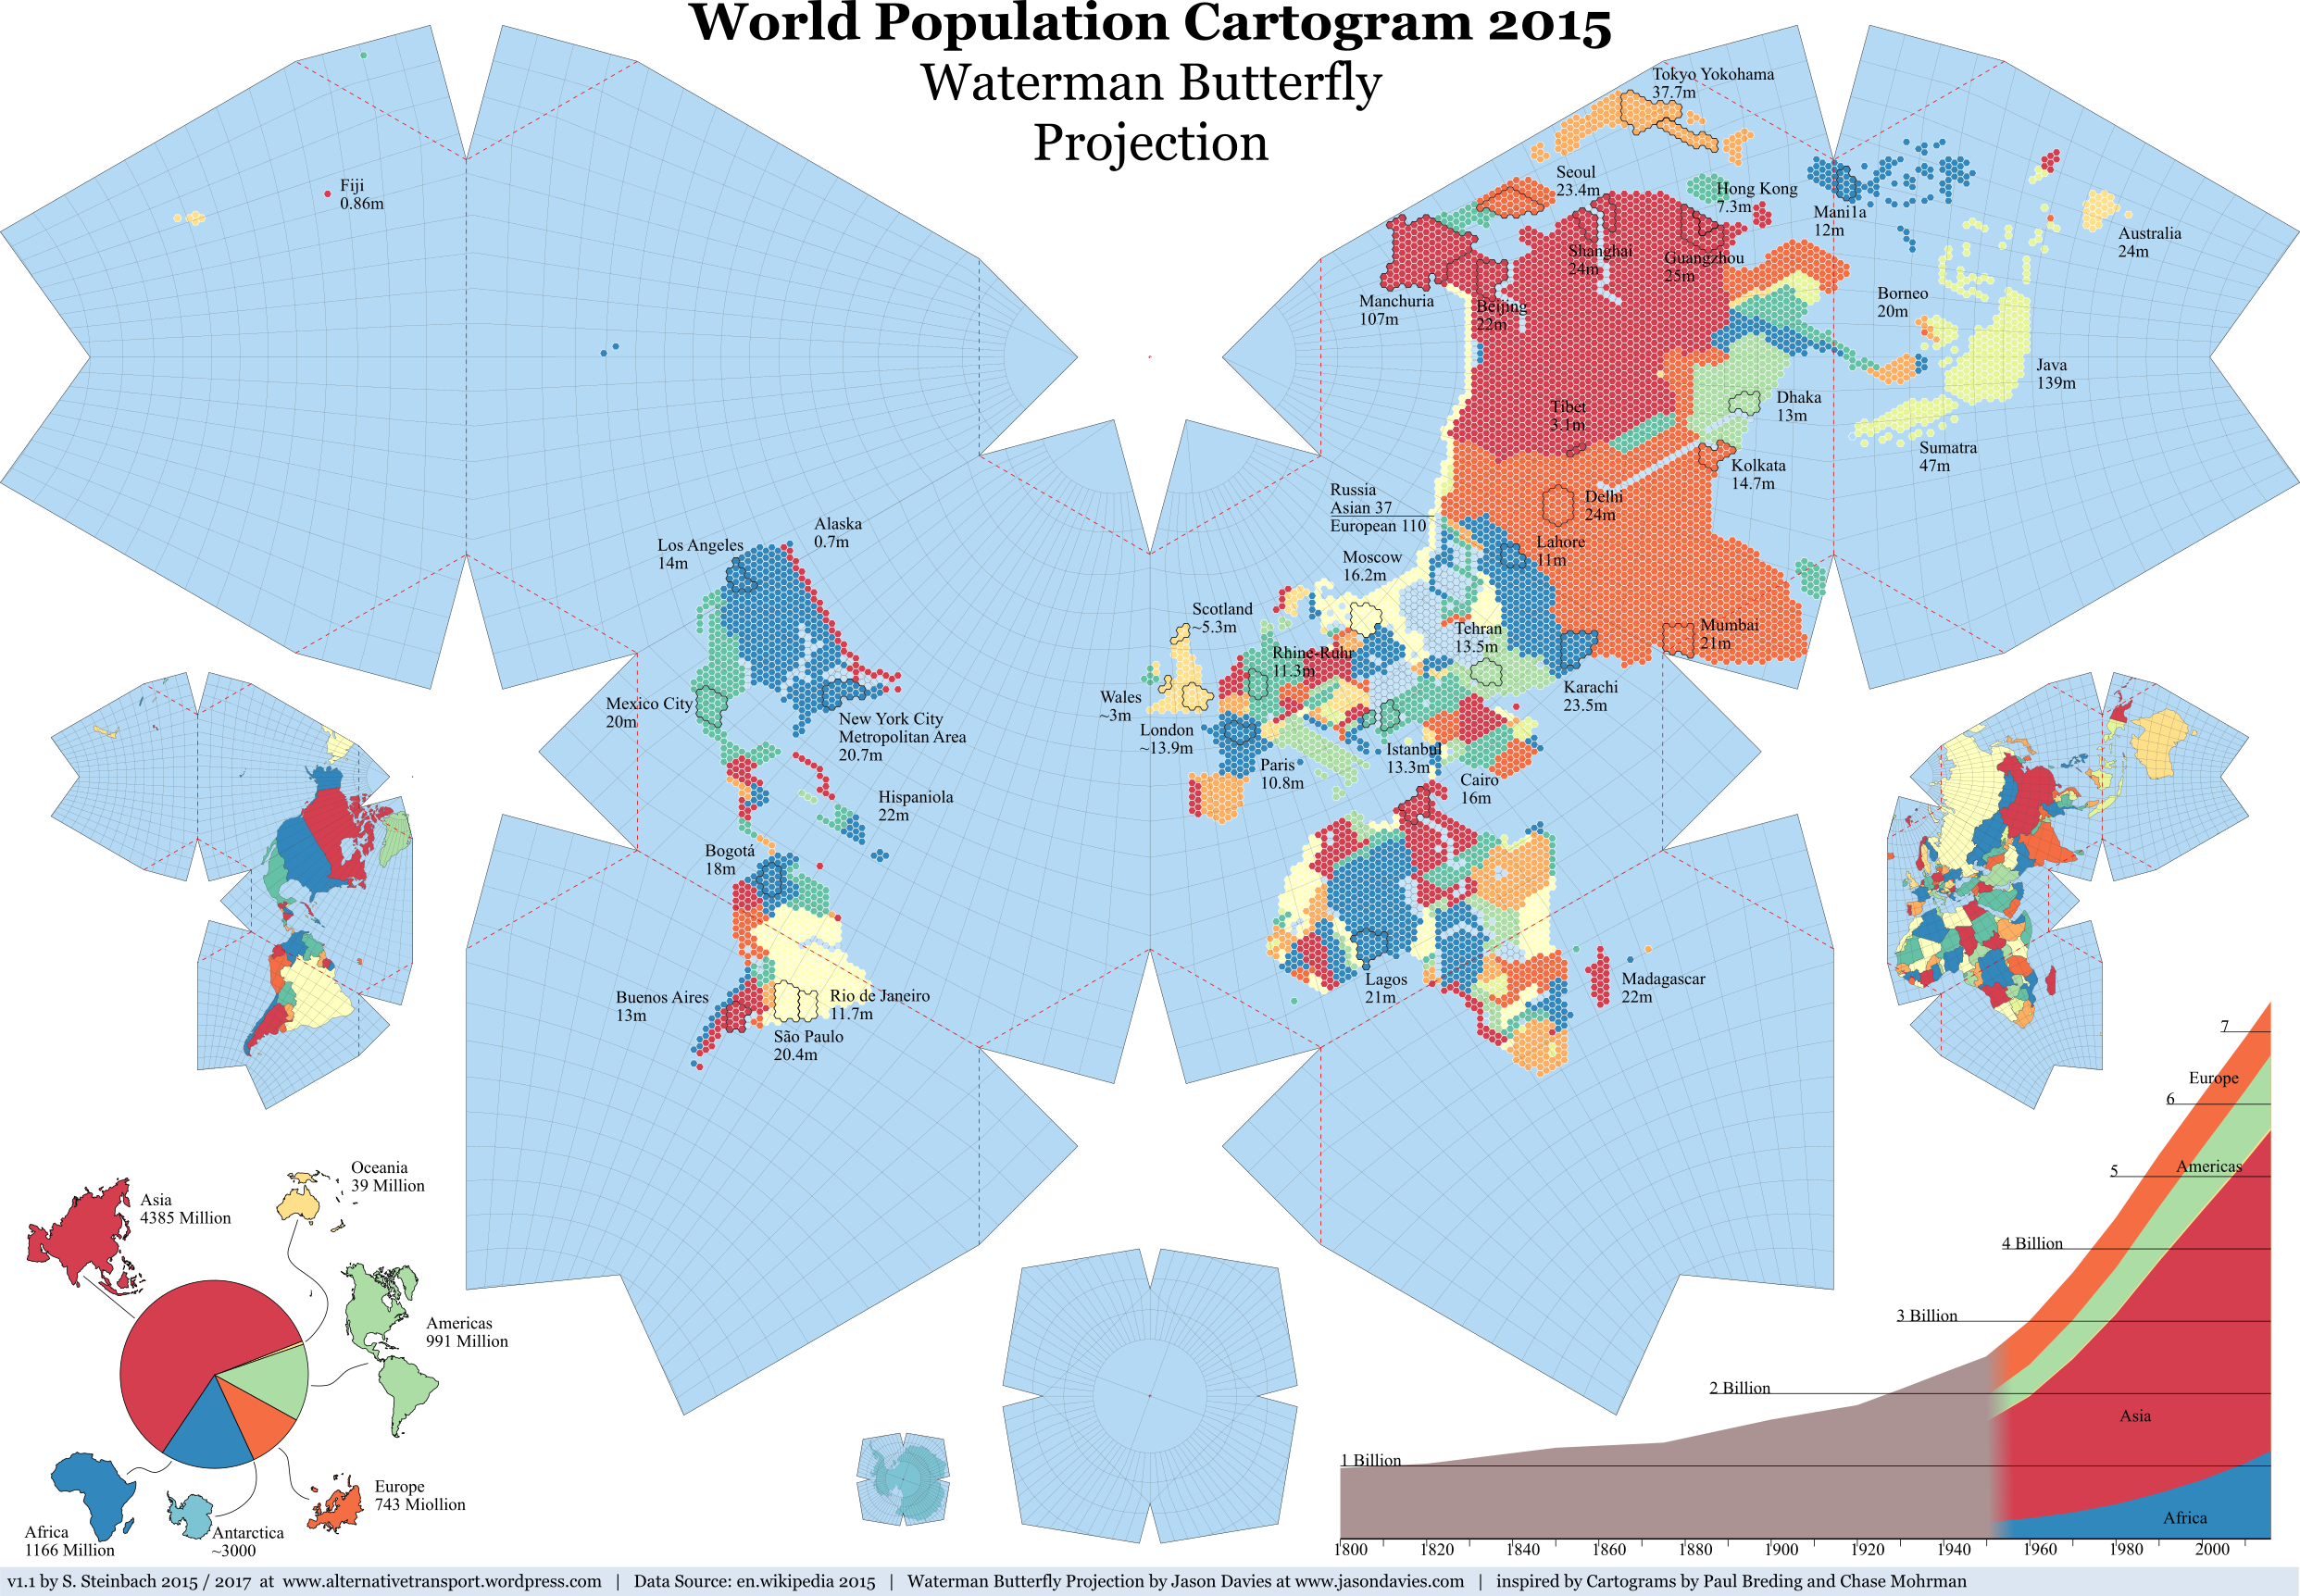 World Population Cartogram 2015
Waterman Butterfly
Projection
Fiji
0.86m
Tokyo Yokohama
37.7m
Seoul
23.4m
Hong Kong
7.3m
Mani1a
12m
Australia
24m
Shanghai
24m
Guangzhou
25m
Manchuria
107m
Beijing
22m
Borneo
20m
Java
139m
Tibet
3.1m
Dhaka
13m
Sumatra
47m
Kolkata
14.7m
Russia
Asian 37
European 110
Delhi
24m
Lahore
11m
Moscow
16.2m
Alaska
0.7m
Los Angeles
14m
Scotland
~5.3m
Tehran
13.5m
Mumbai
21m
Rhine-Ruhr
11.3m
Karachi
23.5m
Wales
~3m
Mexico City
20m
New York City
Metropolitan Area
20.7m
London
~13.9m
Istanbul
13.3m
Paris
10.8m
Cairo
16m
Hispaniola
22m
Bogotá
18m
Lagos
21m
Madagascar
22m
Buenos Aires
13m
Rio de Janeiro
11.7m
São Paulo
20.4m
Oceania
39 Million
Asia
4385 Million
Americas
991 Million
Europe
743 Miollion
Africa
1166 Million
Antarctica
~3000
7
Europe
6
5
Americas
4 Billion
3 Billion
2 Billion
Asia
1 Billion
Africa
1800 1820 1840 1860 1880 1900 1920 1940 1960 1980 2000
v1.1 by S. Steinbach 2015 / 2017 at www.alternativetransport.wordpress.com | Data Source: en.wikipedia 2015 | Waterman Butterfly Projection by Jason Davies at www.jasondavies.com | inspired by Cartograms by Paul Breding and Chase Mohrman